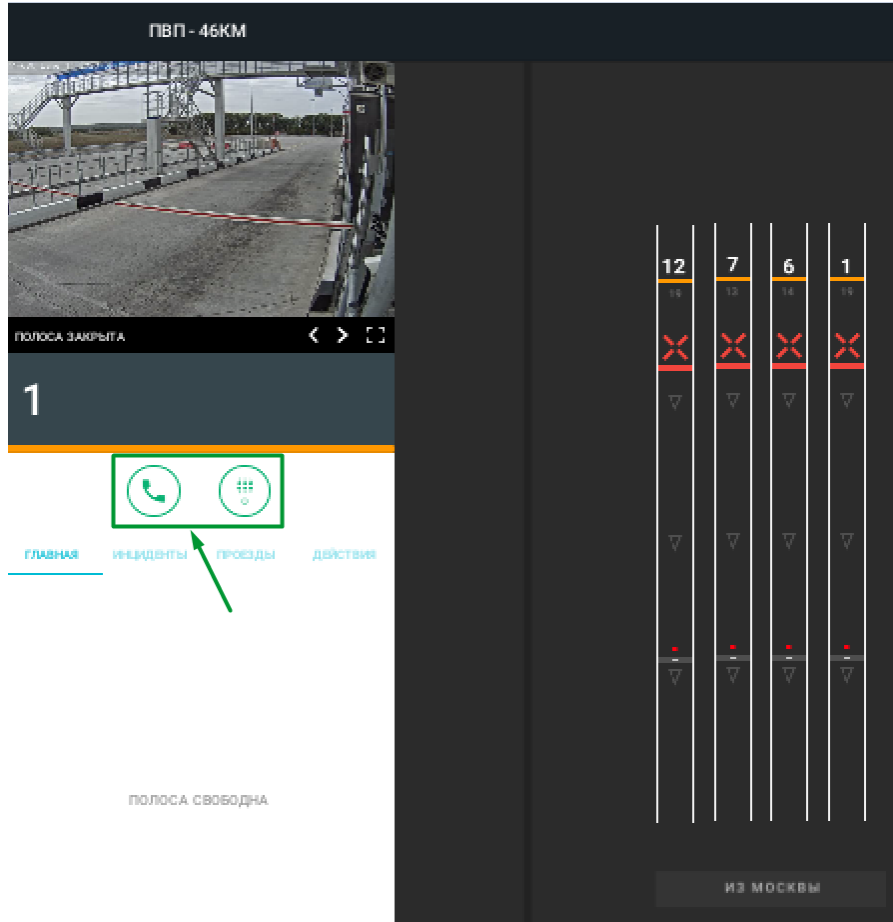 ПВП - 46КМ
ПОЛОСА ЗАКРЫТА
1
ГЛАВНАЯ ИНЦИДЕНТЫ ПРОЕЗДЫ ДЕЙСТВИЯ
ПОЛОСА СВОБОДНА
12 7 6 1
19 13 14 19
ИЗ МОСКВЫ